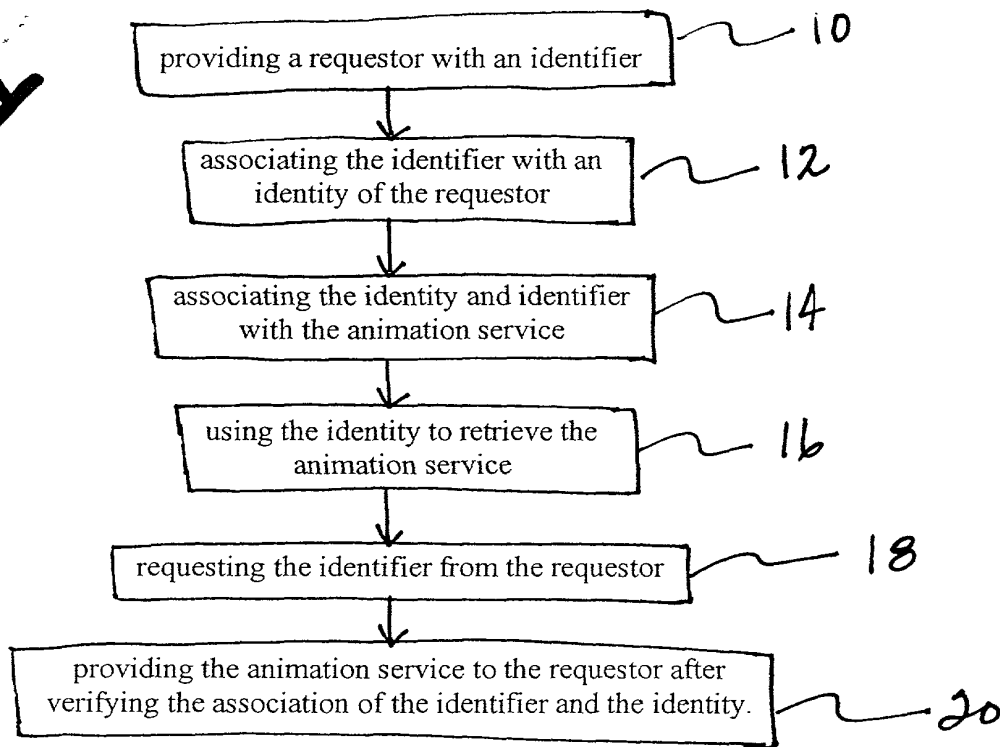 10
providing a requestor with an identifier
12
associating the identifier with an
identity of the requestor
14
associating the identity and identifier
with the animation service
16
using the identity to retrieve the
animation service
18
requesting the identifier from the requestor
providing the animation service to the requestor after
verifying the association of the identifier and the identity.
20